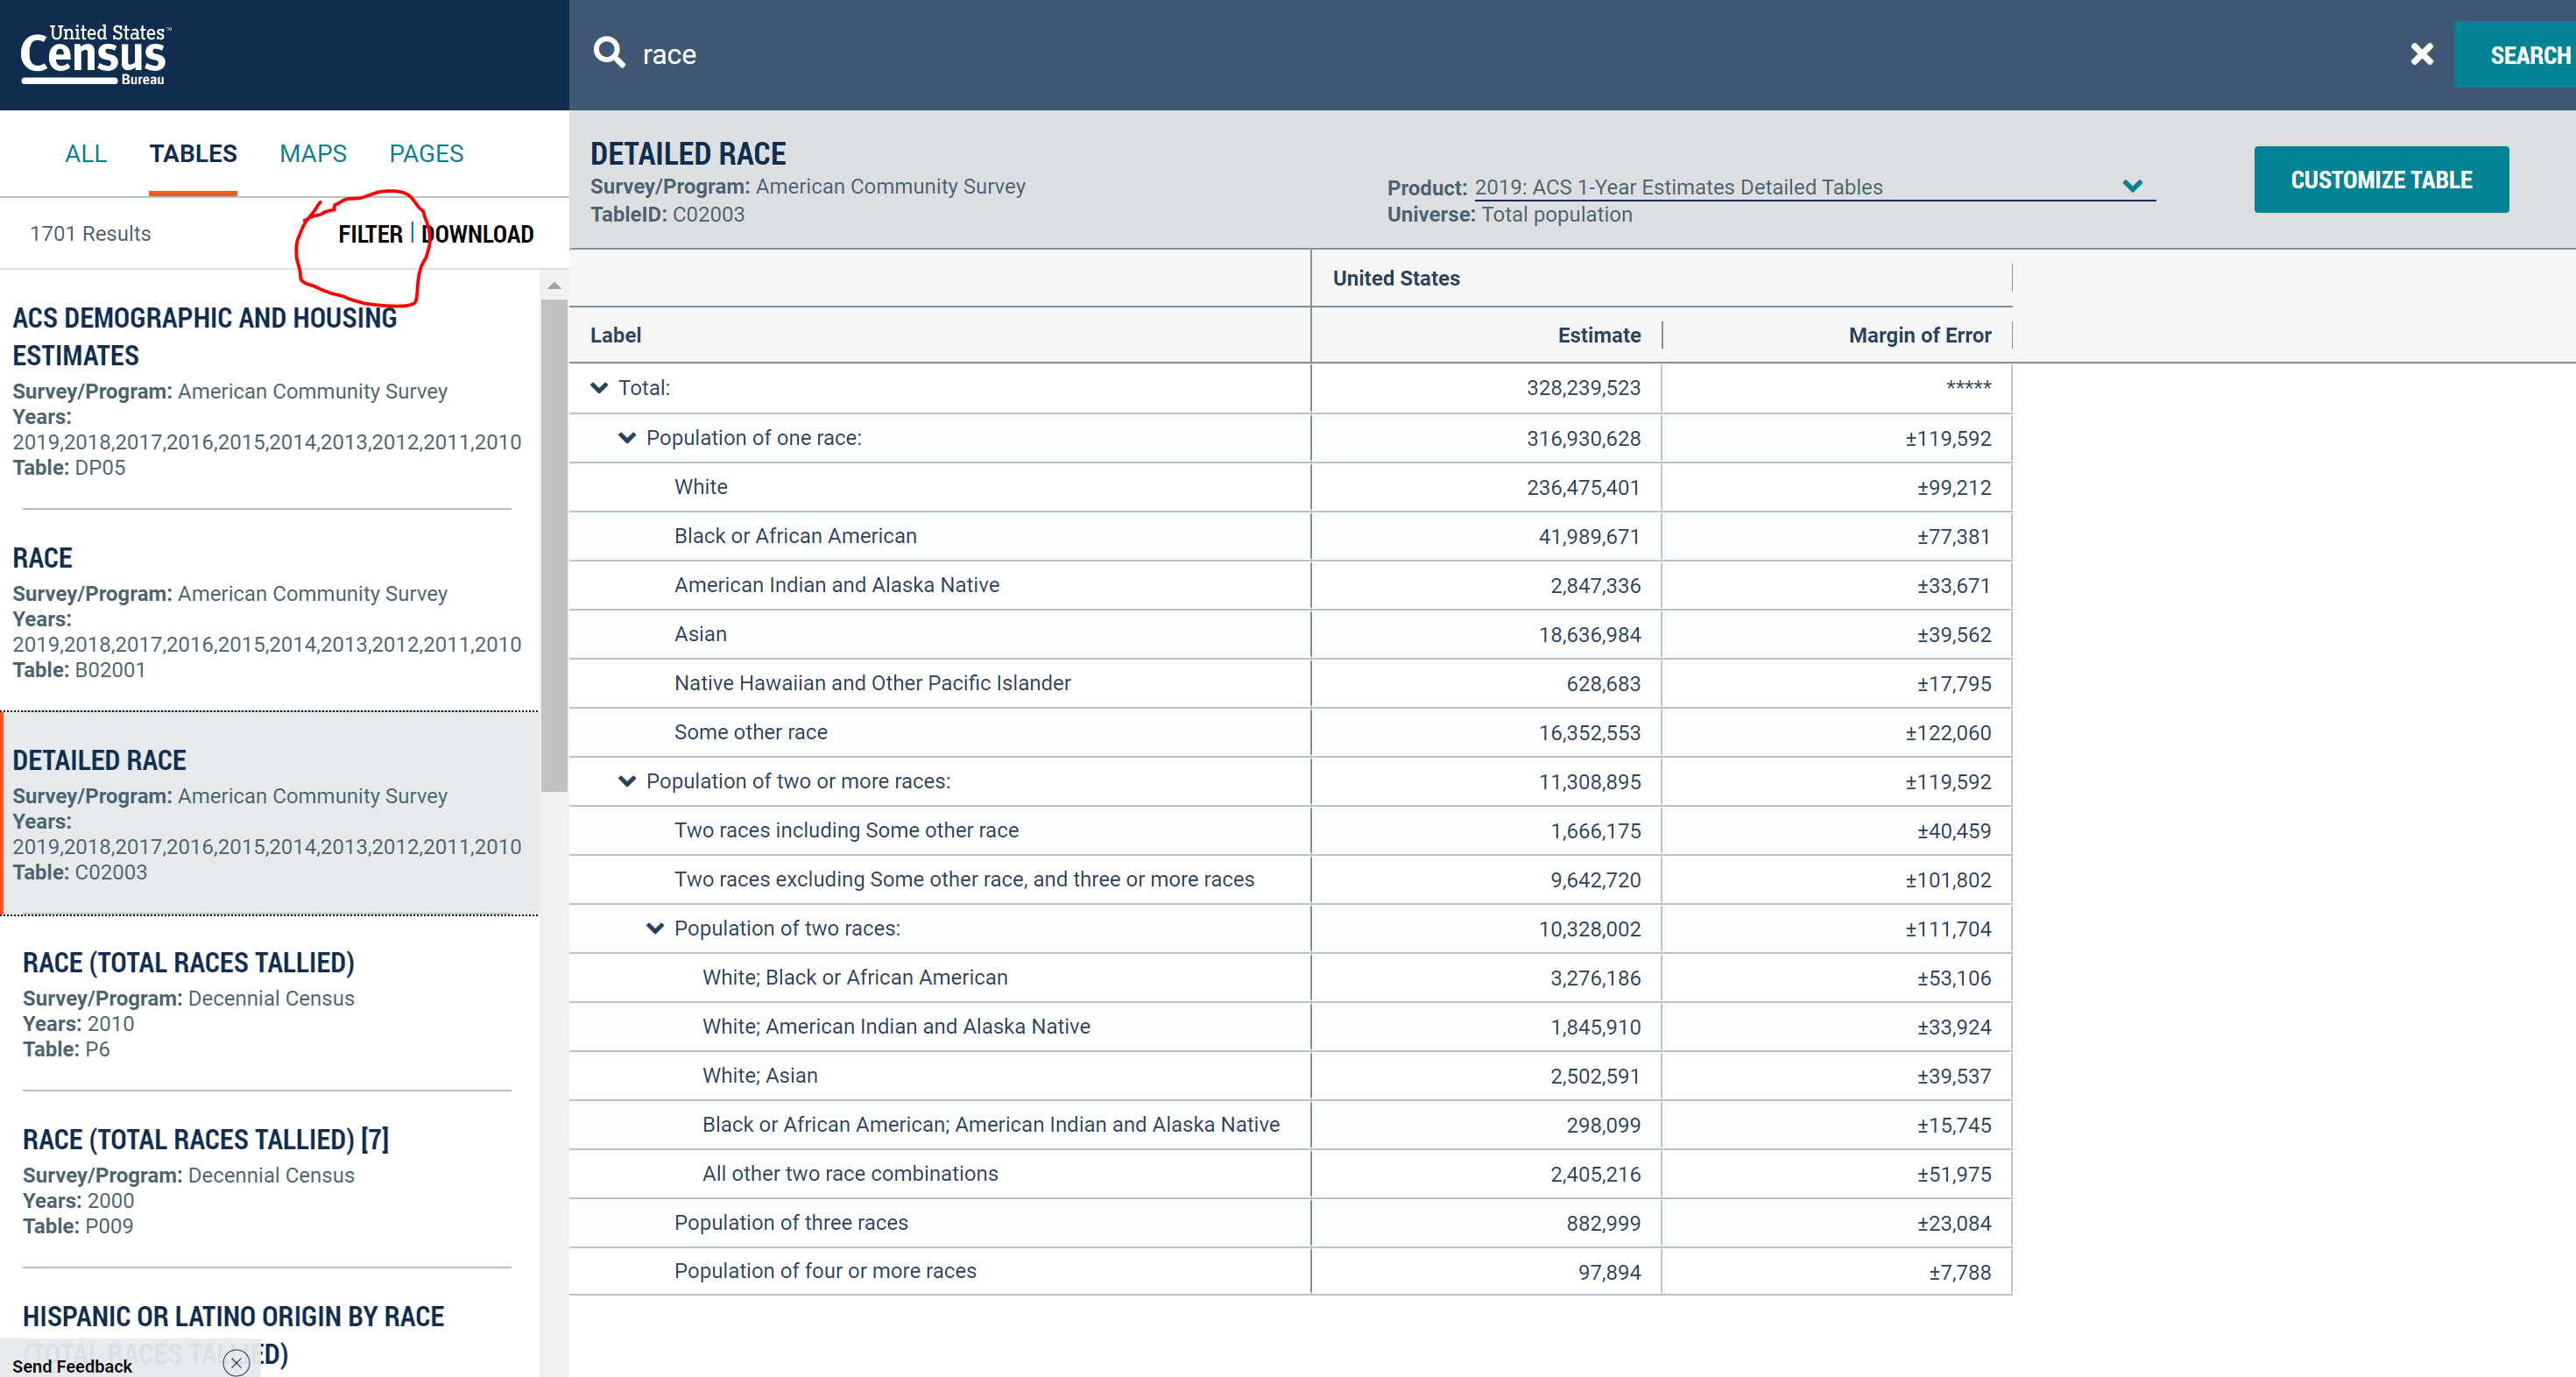 United States™
Census
Bureau
race
SEARCH
ALL TABLES MAPS PAGES
1701 Results FILTER | DOWNLOAD
ACS DEMOGRAPHIC AND HOUSING
ESTIMATES
Survey/Program: American Community Survey
Years:
2019,2018,2017,2016,2015,2014,2013,2012,2011,2010
Table: DP05
RACE
Survey/Program: American Community Survey
Years:
2019,2018,2017,2016,2015,2014,2013,2012,2011,2010
Table: B02001
DETAILED RACE
Survey/Program: American Community Survey
Years:
2019,2018,2017,2016,2015,2014,2013,2012,2011,2010
Table: C02003
RACE (TOTAL RACES TALLIED)
Survey/Program: Decennial Census
Years: 2010
Table: P6
RACE (TOTAL RACES TALLIED) [7]
Survey/Program: Decennial Census
Years: 2000
Table: P009
HISPANIC OR LATINO ORIGIN BY RACE
(TOTAL RACES TALLIED)
Send Feedback
DETAILED RACE
Survey/Program: American Community Survey
TableID: C02003
Product: 2019: ACS 1-Year Estimates Detailed Tables
Universe: Total population
CUSTOMIZE TABLE
United States
Label Estimate Margin of Error
Total: 328,239,523 *****
Population of one race: 316,930,628 ±119,592
White 236,475,401 ±99,212
Black or African American 41,989,671 ±77,381
American Indian and Alaska Native 2,847,336 ±33,671
Asian 18,636,984 ±39,562
Native Hawaiian and Other Pacific Islander 628,683 ±17,795
Some other race 16,352,553 ±122,060
Population of two or more races: 11,308,895 ±119,592
Two races including Some other race 1,666,175 ±40,459
Two races excluding Some other race, and three or more races 9,642,720 ±101,802
Population of two races: 10,328,002 ±111,704
White; Black or African American 3,276,186 ±53,106
White; American Indian and Alaska Native 1,845,910 ±33,924
White; Asian 2,502,591 ±39,537
Black or African American; American Indian and Alaska Native 298,099 ±15,745
All other two race combinations 2,405,216 ±51,975
Population of three races 882,999 ±23,084
Population of four or more races 97,894 ±7,788